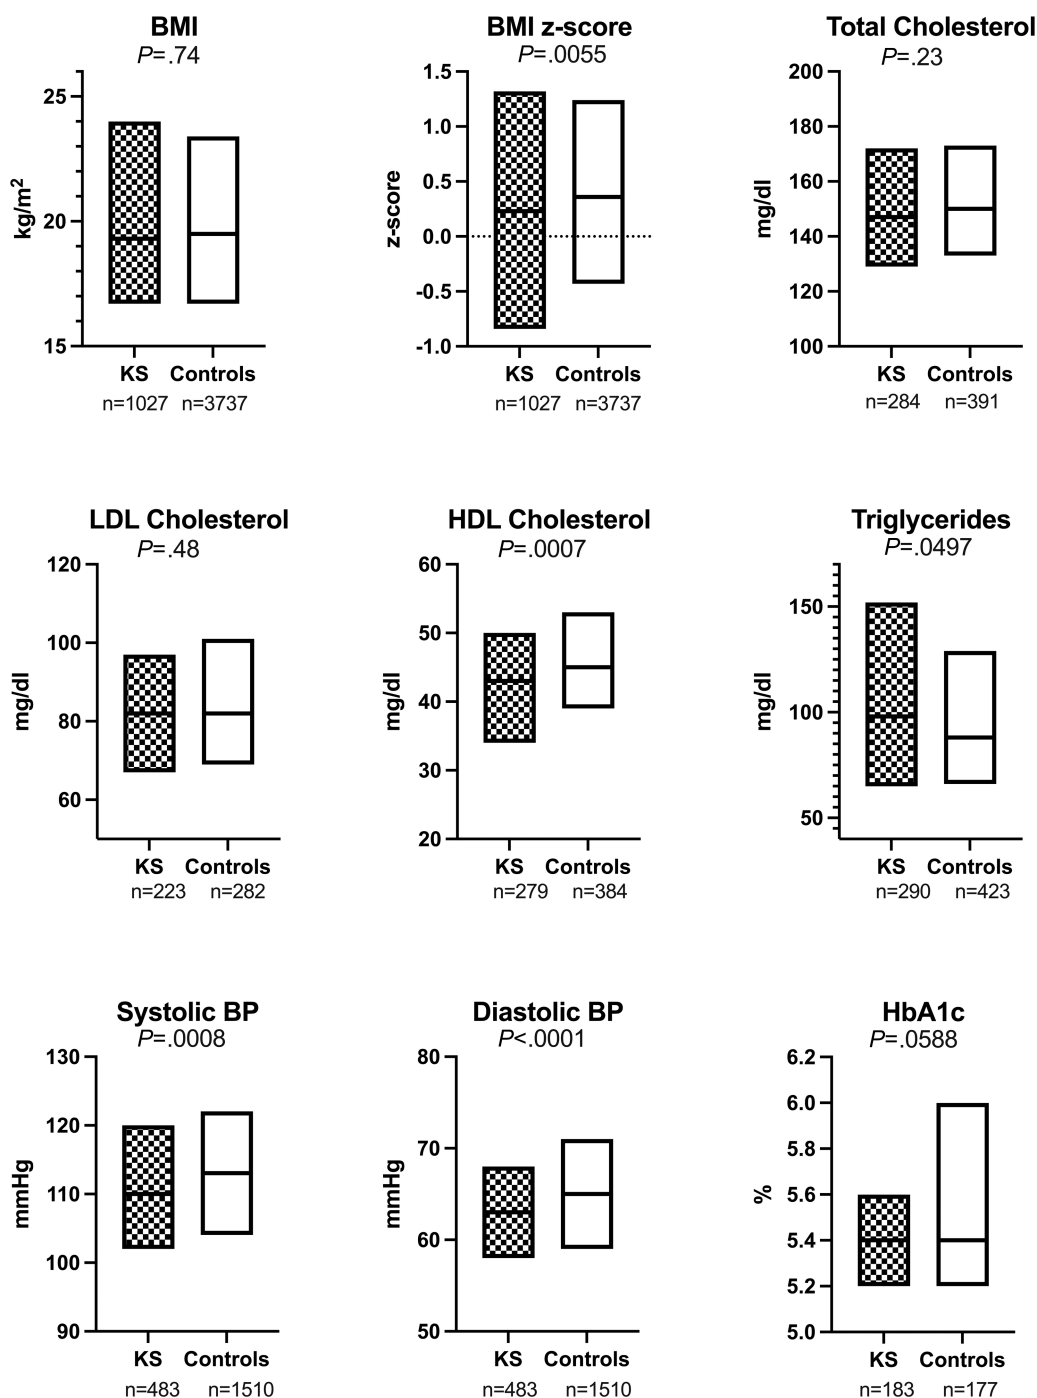 BMI
P=.74
25
20
15
kg/m²
KS Controls
n=1027 n=3737
BMI z-score
P=.0055
1.5
1.0
0.5
0.0
-0.5
-1.0
z-score
KS Controls
n=1027 n=3737
Total Cholesterol
P=.23
200
180
160
140
120
100
mg/dl
KS Controls
n=284 n=391
LDL Cholesterol
P=.48
120
100
80
60
mg/dl
KS Controls
n=223 n=282
HDL Cholesterol
P=.0007
60
50
40
30
20
mg/dl
KS Controls
n=279 n=384
Triglycerides
P=.0497
150
100
50
mg/dl
KS Controls
n=290 n=423
Systolic BP
P=.0008
130
120
110
100
90
mmHg
KS Controls
n=483 n=1510
Diastolic BP
P<.0001
80
70
60
50
mmHg
KS Controls
n=483 n=1510
HbA1c
P=.0588
6.2
6.0
5.8
5.6
5.4
5.2
5.0
%
KS Controls
n=183 n=177